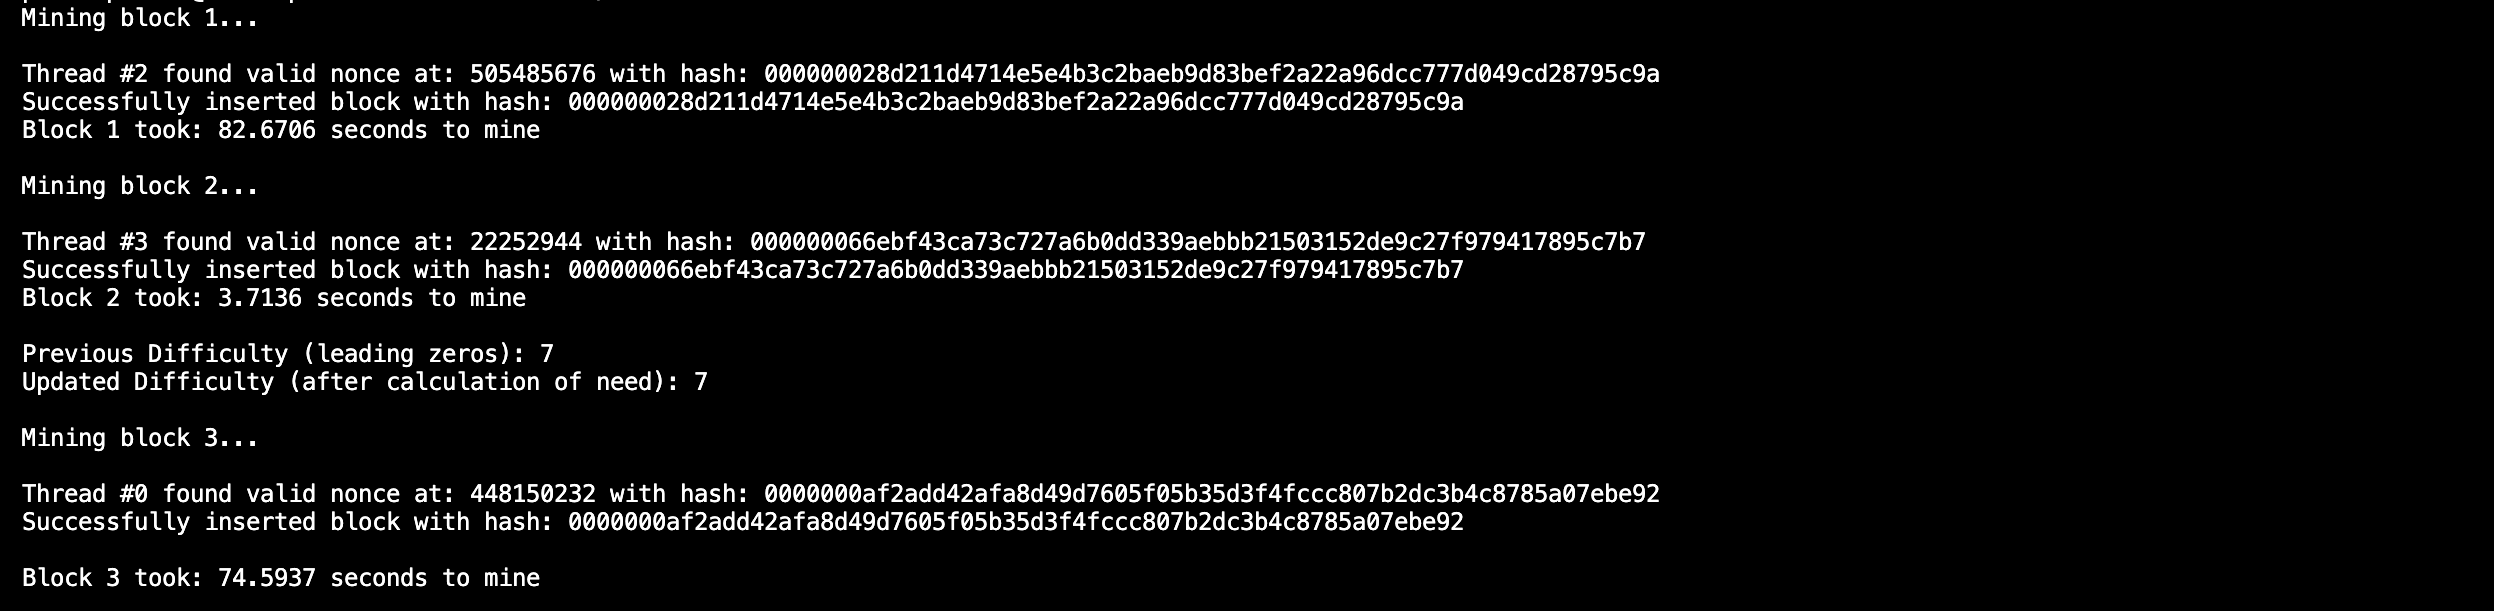 Mining block 1...
Thread #2 found valid nonce at: 505485676 with hash: 000000028d211d4714e5e4b3c2baeb9d83bef2a22a96dcc777d049cd28795c9a
Successfully inserted block with hash: 000000028d211d4714e5e4b3c2baeb9d83bef2a22a96dcc777d049cd28795c9a
Block 1 took: 82.6706 seconds to mine
Mining block 2...
Thread #3 found valid nonce at: 22252944 with hash: 000000066ebf43ca73c727a6b0dd339aebbb21503152de9c27f979417895c7b7
Successfully inserted block with hash: 000000066ebf43ca73c727a6b0dd339aebbb21503152de9c27f979417895c7b7
Block 2 took: 3.7136 seconds to mine
Previous Difficulty (leading zeros): 7
Updated Difficulty (after calculation of need): 7
Mining block 3...
Thread #0 found valid nonce at: 448150232 with hash: 0000000af2add42afa8d49d7605f05b35d3f4fccc807b2dc3b4c8785a07ebe92
Successfully inserted block with hash: 0000000af2add42afa8d49d7605f05b35d3f4fccc807b2dc3b4c8785a07ebe92
Block 3 took: 74.5937 seconds to mine